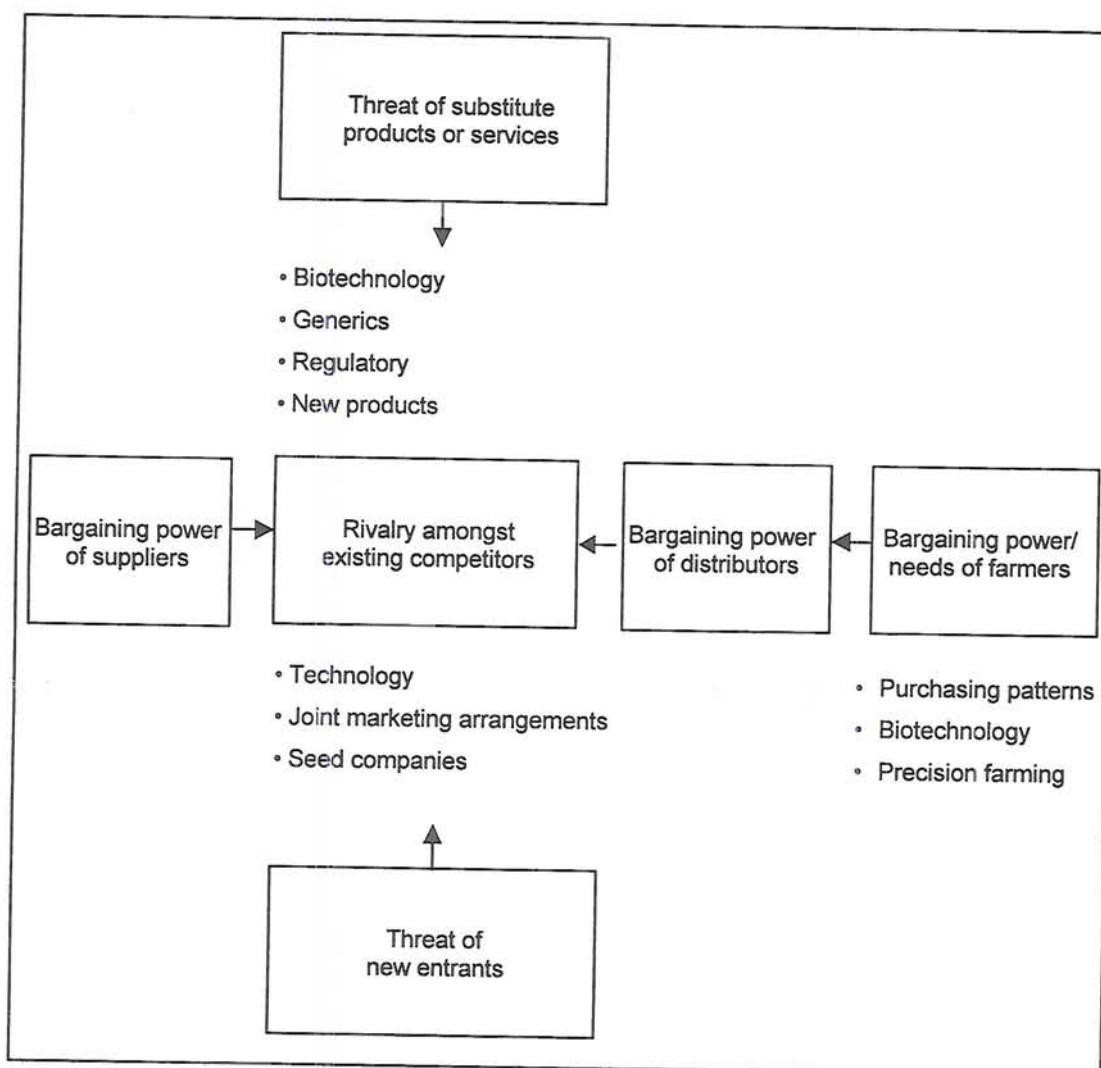 Threat of substitute
products or services
• Biotechnology
• Generics
• Regulatory
• New products
Bargaining power
of suppliers
Rivalry amongst
existing competitors
Bargaining power
of distributors
Bargaining power/
needs of farmers
• Technology
• Joint marketing arrangements
• Seed companies
• Purchasing patterns
• Biotechnology
• Precision farming
Threat of
new entrants